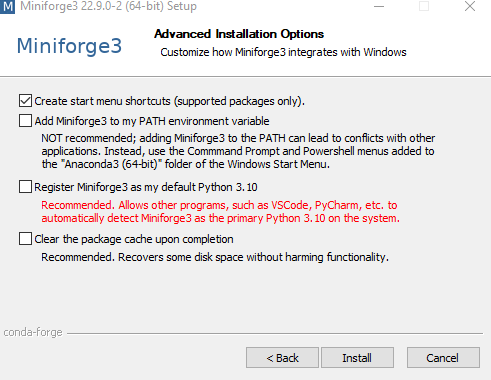 M Miniforge3 22.9.0-2 (64-bit) Setup
Miniforge3
Advanced Installation Options
Customize how Miniforge3 integrates with Windows
Create start menu shortcuts (supported packages only).
Add Miniforge3 to my PATH environment variable
NOT recommended; adding Miniforge3 to the PATH can lead to conflicts with other
applications. Instead, use the Commmand Prompt and Powershell menus added to
the "Anaconda3 (64-bit)" folder of the Windows Start Menu.
Register Miniforge3 as my default Python 3.10
Recommended. Allows other programs, such as VSCode, PyCharm, etc. to
automatically detect Miniforge3 as the primary Python 3.10 on the system.
Clear the package cache upon completion
Recommended. Recovers some disk space without harming functionality.
conda-forge
< Back
Install
Cancel